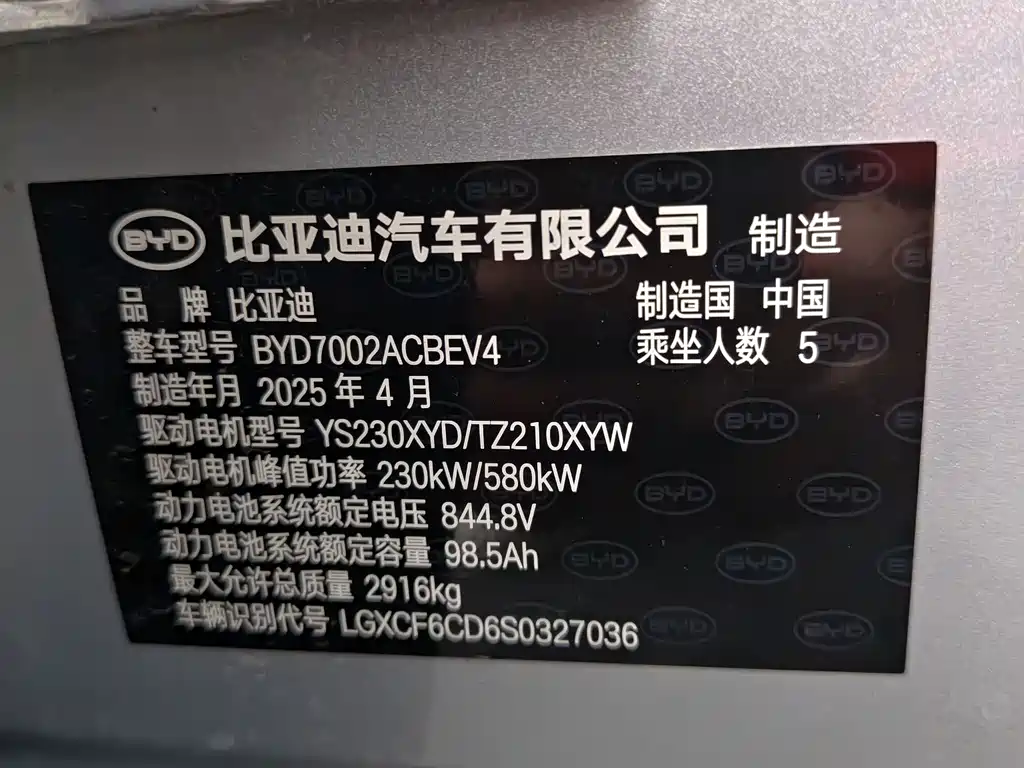 BYD 比亚迪汽车有限公司 制造
品 牌 比亚迪 制造国 中国
整车型号 BYD7002ACBEV4 乘坐人数 5
制造年月 2025 年 4 月
驱动电机型号 YS230XYD/TZ210XYW
驱动电机峰值功率 230kW/580kW
动力电池系统额定电压 844.8V
动力电池系统额定容量 98.5Ah
最大允许总质量 2916kg
车辆识别代号 LGXCF6CD6S0327036